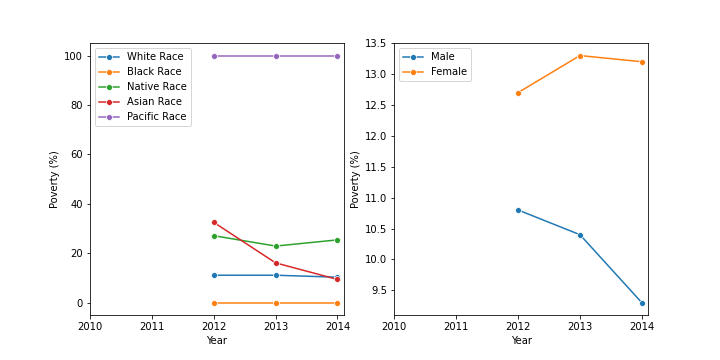 White Race
Black Race
Native Race
Asian Race
Pacific Race
100
80
60
40
20
0
Poverty (%)
2010 2011 2012 2013 2014
Year
Male
Female
13.5
13.0
12.5
12.0
11.5
11.0
10.5
10.0
9.5
Poverty (%)
2010 2011 2012 2013 2014
Year